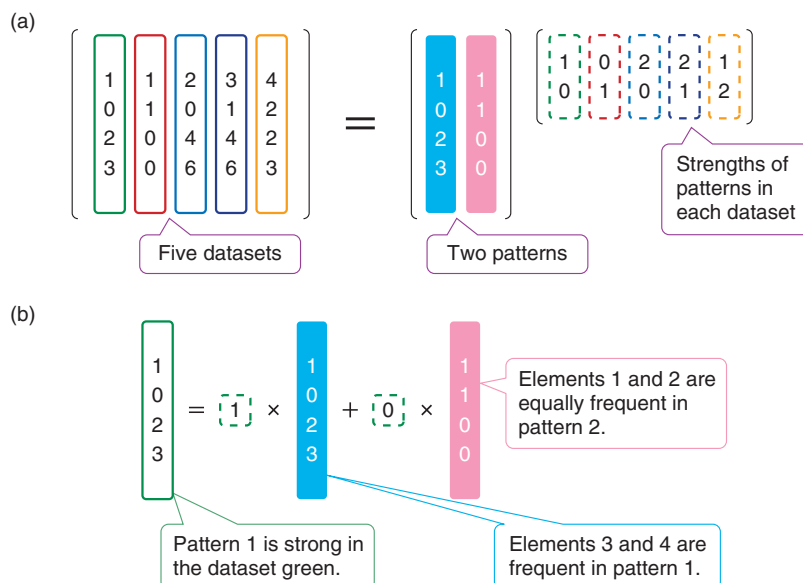 (a)
1 1 2 3 4 1 1 1 0 2 2 1
0 1 0 1 2 = 0 1 0 1 0 1 2
2 0 4 4 2 2 0
3 0 6 6 3 3 0
Five datasets
Two patterns
Strengths of
patterns in
each dataset
(b)
1 1 1
0 = 1 × 0 + 0 × 1
2 2 0
3 3 0
Elements 1 and 2 are
equally frequent in
pattern 2.
Pattern 1 is strong in
the dataset green.
Elements 3 and 4 are
frequent in pattern 1.